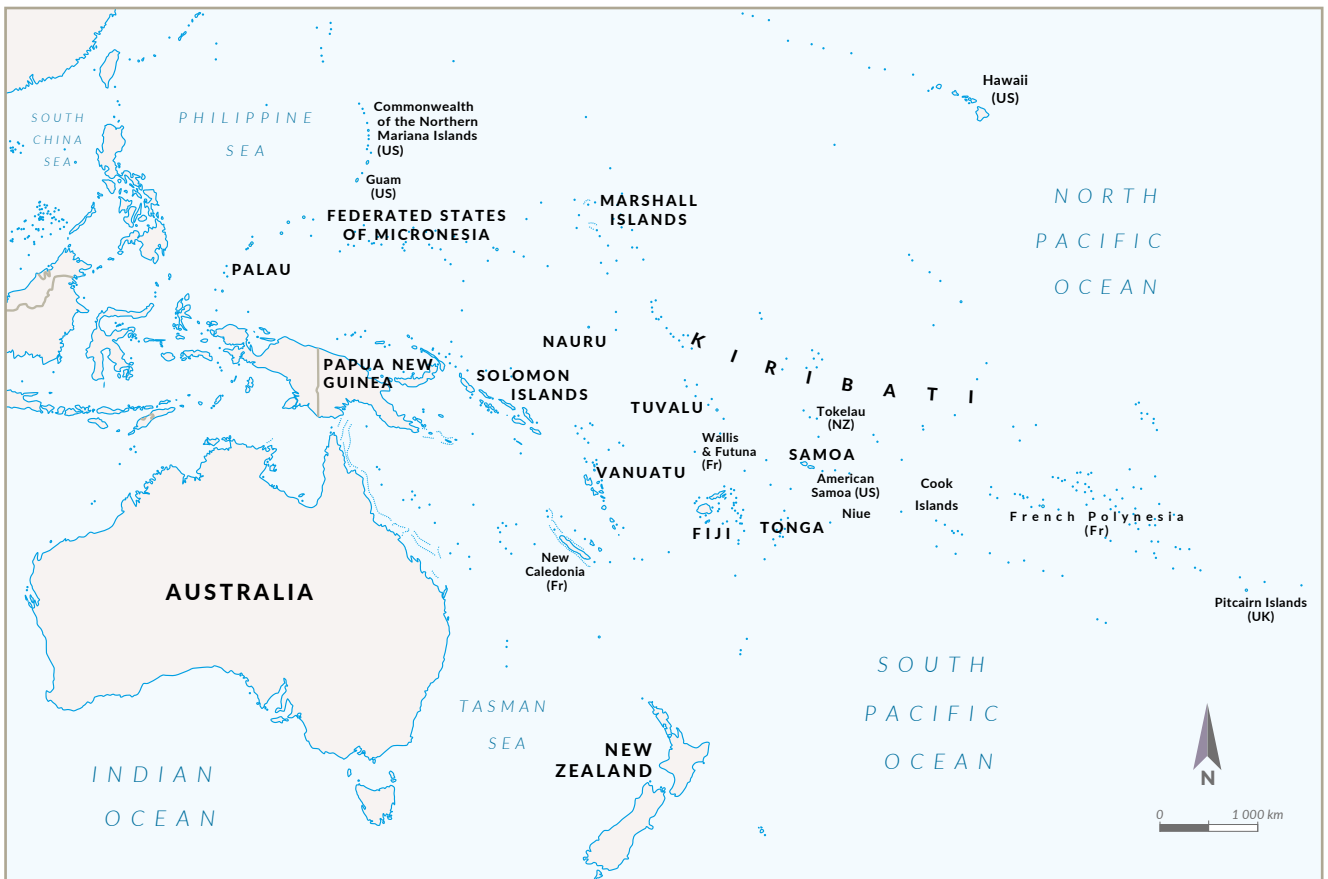 Hawaii
(US)
SOUTH
CHINA
SEA
PHILIPPINE
SEA
Commonwealth
of the Northern
Mariana Islands
(US)
Guam
(US)
FEDERATED STATES
OF MICRONESIA
MARSHALL
ISLANDS
NORTH
PACIFIC
OCEAN
PALAU
NAURU
KIRIBATI
PAPUA NEW
GUINEA
SOLOMON
ISLANDS
TUVALU
Tokelau
(NZ)
Wallis
& Futuna
(Fr)
SAMOA
VANUATU
American
Samoa (US)
Cook
Islands
Niue
French Polynesia
(Fr)
FIJI
TONGA
New
Caledonia
(Fr)
AUSTRALIA
Pitcairn Islands
(UK)
SOUTH
PACIFIC
OCEAN
TASMAN
SEA
NEW
ZEALAND
INDIAN
OCEAN
N
0 1 000 km